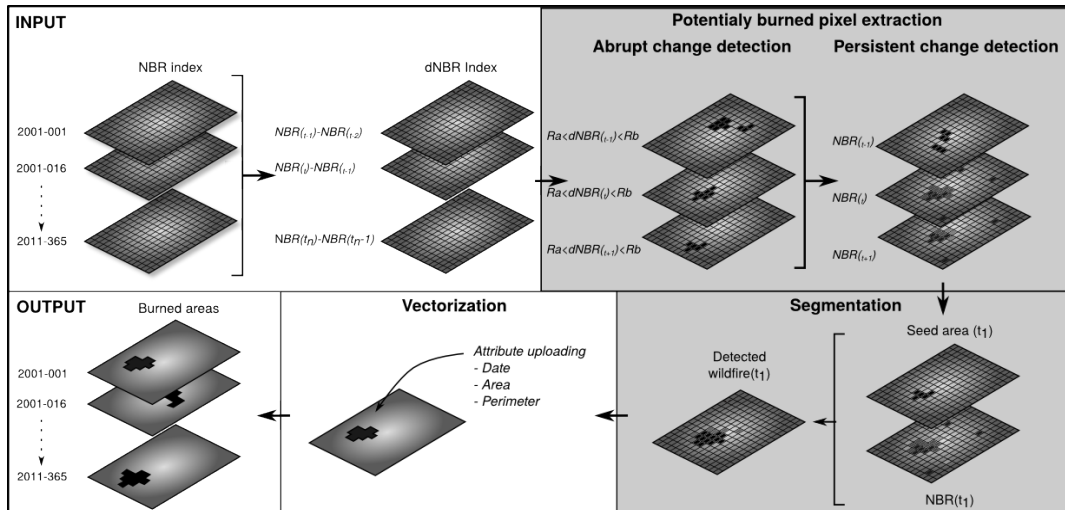 INPUT
NBR index
dNBR Index
2001-001
2001-016
2011-365
NBR(t-1)-NBR(t-2)
NBR(t)-NBR(t-1)
NBR(tn)-NBR(tn-1)
Potentialy burned pixel extraction
Abrupt change detection
Persistent change detection
Ra<dNBR(t-1)<Rb
Ra<dNBR(t)<Rb
Ra<dNBR(t+1)<Rb
NBR(t-1)
NBR(t)
NBR(t+1)
OUTPUT
Burned areas
2001-001
2001-016
2011-365
Vectorization
Attribute uploading
- Date
- Area
- Perimeter
Segmentation
Detected
wildfire(t1)
Seed area (t1)
NBR(t1)